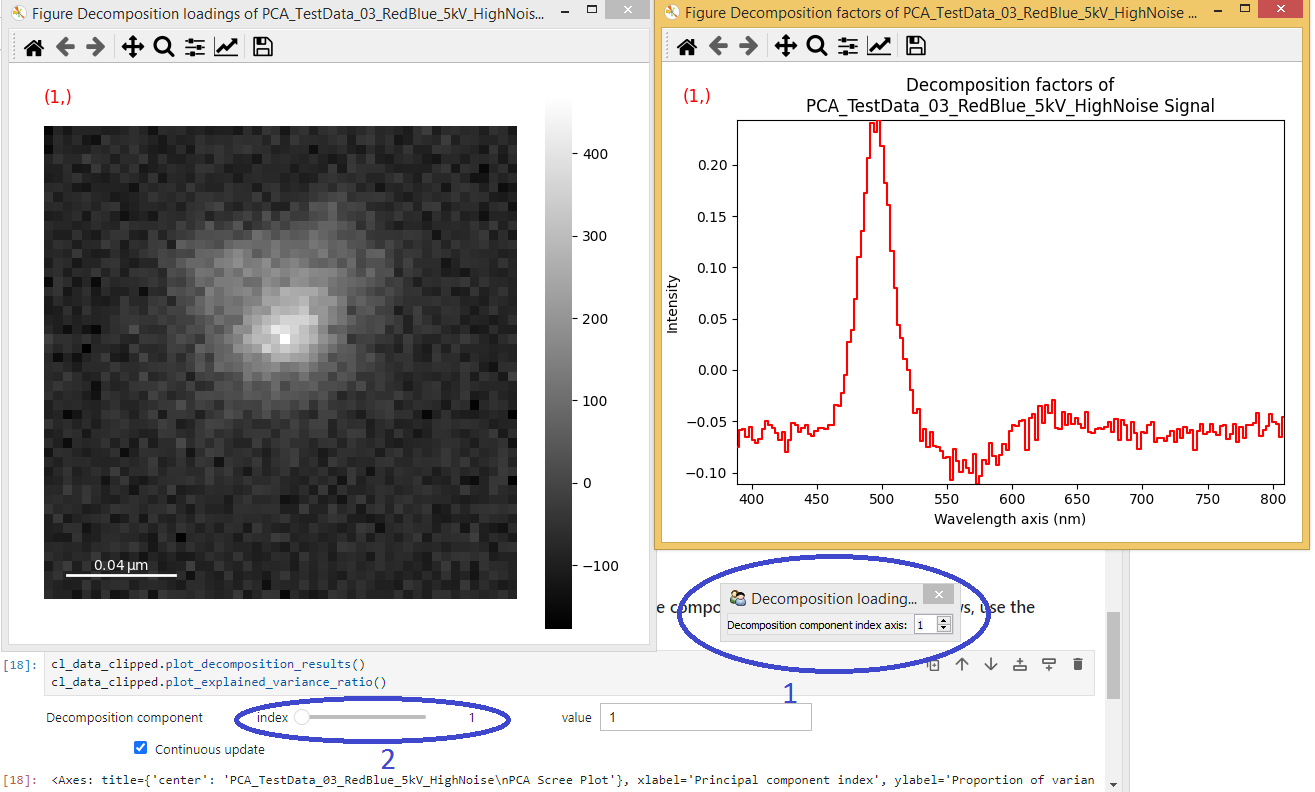 Figure Decomposition loadings of PCA_TestData_03_RedBlue_5kV_HighNois...
Figure Decomposition factors of PCA_TestData_03_RedBlue_5kV_HighNoise ...
(1,)
400
300
200
100
0
−100
0.04 µm
(1,)
Decomposition factors of
PCA_TestData_03_RedBlue_5kV_HighNoise Signal
0.20
0.15
0.10
0.05
0.00
−0.05
−0.10
Intensity
400 450 500 550 600 650 700 750 800
Wavelength axis (nm)
e compo
s, use the
Decomposition loading...
Decomposition component index axis: 1
1
[18]: cl_data_clipped.plot_decomposition_results()
cl_data_clipped.plot_explained_variance_ratio()
Decomposition component index 1 value 1
2
Continuous update
[18]: <Axes: title={'center': 'PCA_TestData_03_RedBlue_5kV_HighNoise\nPCA Scree Plot'}, xlabel='Principal component index', ylabel='Proportion of varian